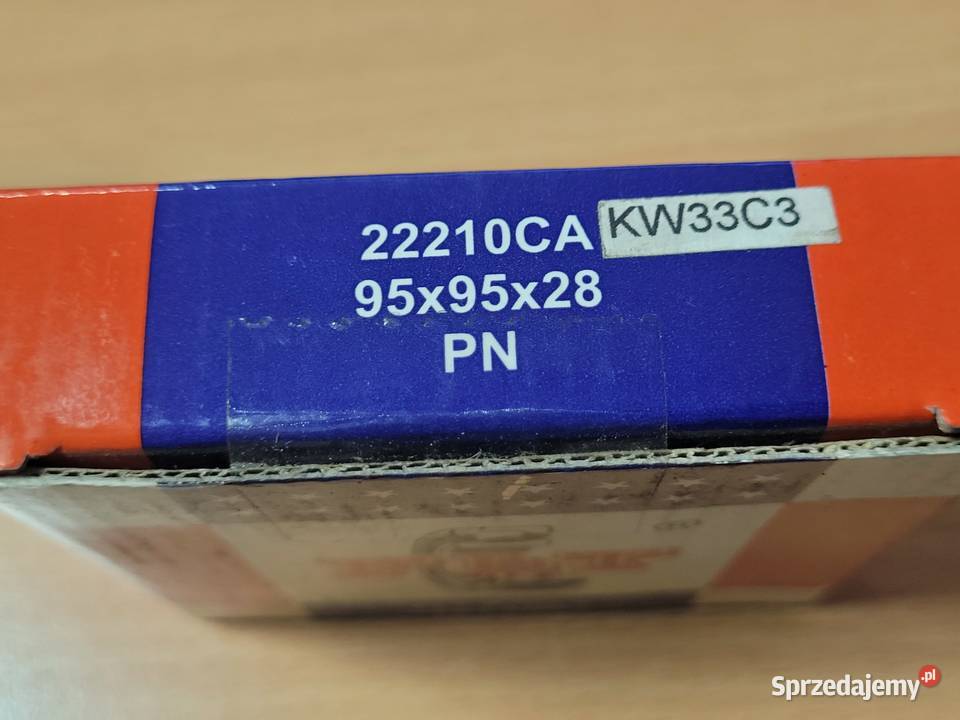 22210CA KW33C3
95x95x28
PN
Sprzedajemy.pl